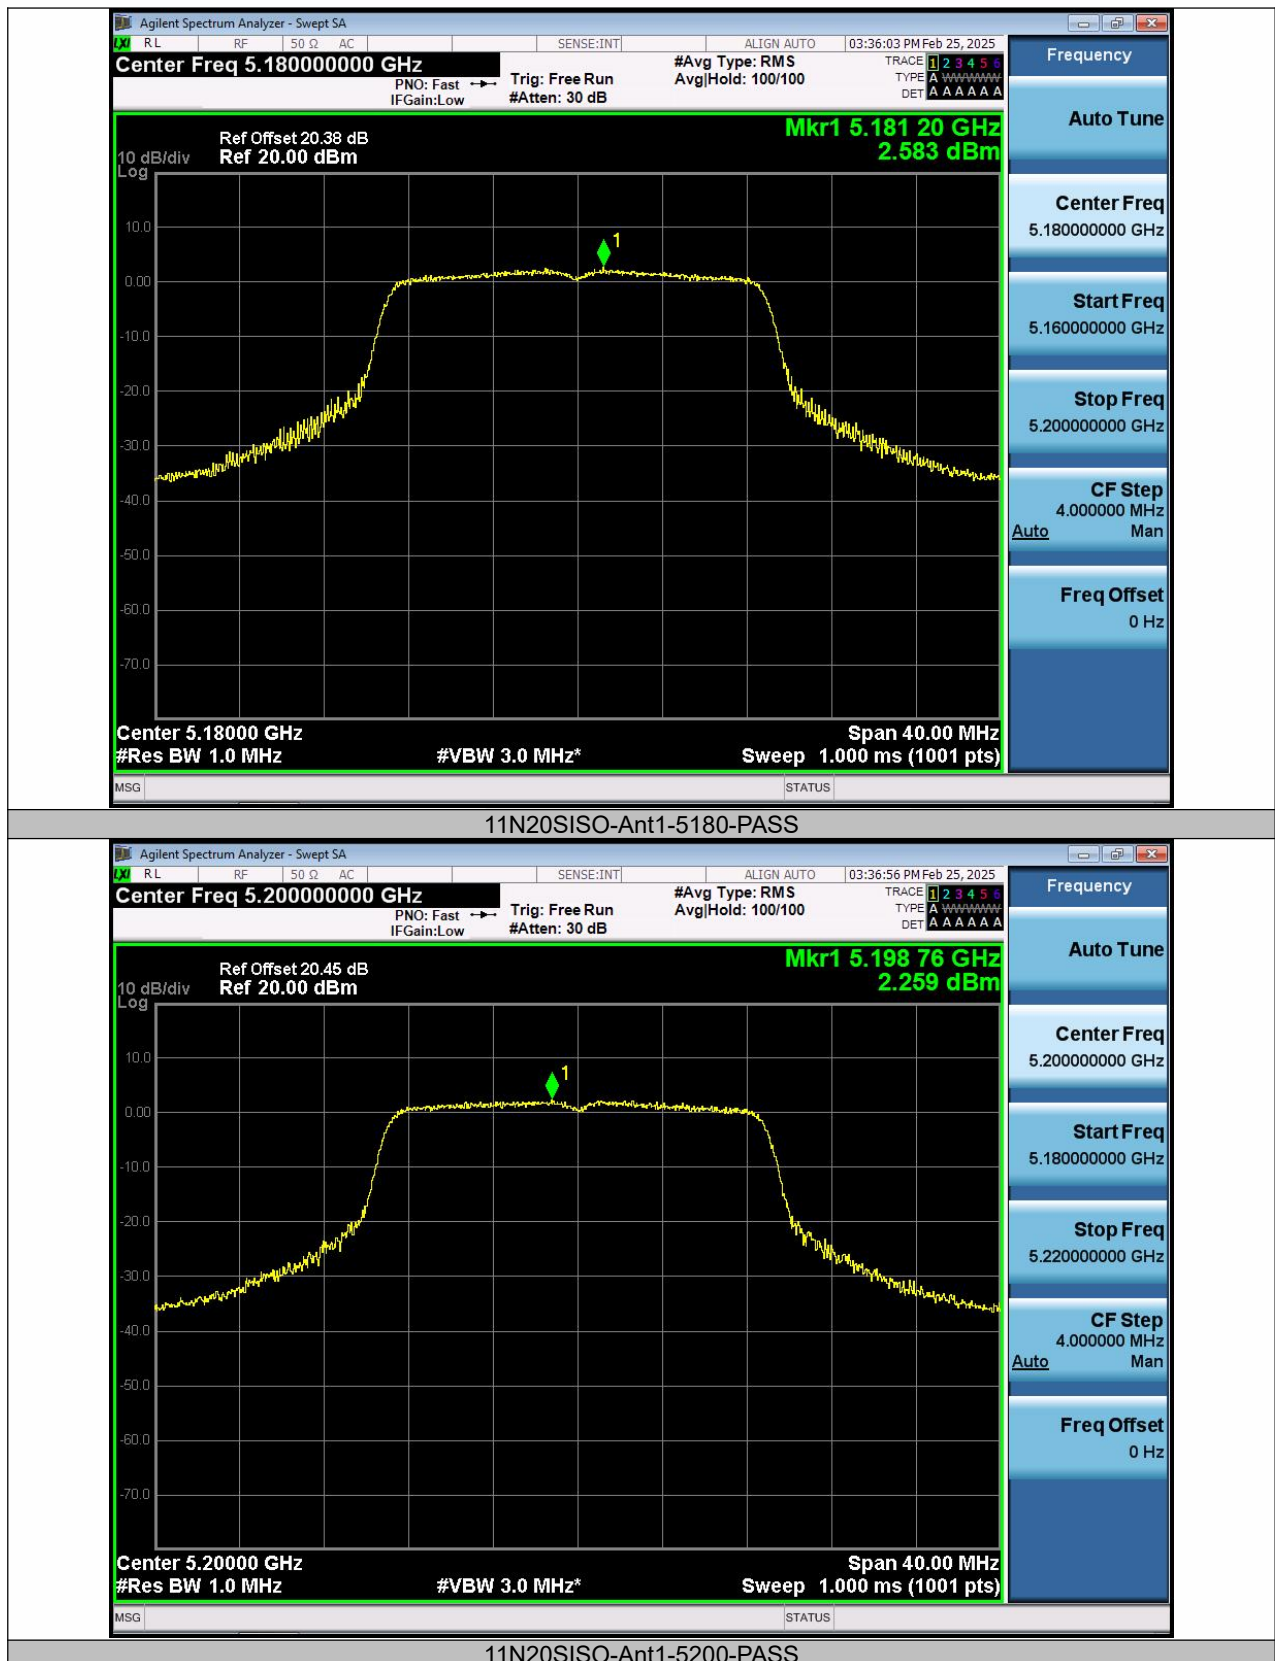 Agilent Spectrum Analyzer - Swept SA
LXI RL RF 50 Ω AC SENSE:INT ALIGN AUTO 03:36:03 PM Feb 25, 2025
Center Freq 5.180000000 GHz
PNO: Fast
IFGain:Low
Trig: Free Run
#Atten: 30 dB
#Avg Type: RMS
Avg|Hold: 100/100
TRACE 1 2 3 4 5 6
TYPE A WWWWW
DET A A A A A A
Frequency
Auto Tune
Center Freq
5.180000000 GHz
Start Freq
5.160000000 GHz
Stop Freq
5.200000000 GHz
CF Step
4.000000 MHz
Auto Man
Freq Offset
0 Hz
Mkr1 5.181 20 GHz
2.583 dBm
Ref Offset 20.38 dB
10 dB/div Ref 20.00 dBm
Log
1
10.0
0.00
-10.0
-20.0
-30.0
-40.0
-50.0
-60.0
-70.0
Center 5.18000 GHz Span 40.00 MHz
#Res BW 1.0 MHz #VBW 3.0 MHz* Sweep 1.000 ms (1001 pts)
MSG STATUS
11N20SISO-Ant1-5180-PASS
Agilent Spectrum Analyzer - Swept SA
LXI RL RF 50 Ω AC SENSE:INT ALIGN AUTO 03:36:56 PM Feb 25, 2025
Center Freq 5.200000000 GHz
PNO: Fast
IFGain:Low
Trig: Free Run
#Atten: 30 dB
#Avg Type: RMS
Avg|Hold: 100/100
TRACE 1 2 3 4 5 6
TYPE A WWWWW
DET A A A A A A
Frequency
Auto Tune
Center Freq
5.200000000 GHz
Start Freq
5.180000000 GHz
Stop Freq
5.220000000 GHz
CF Step
4.000000 MHz
Auto Man
Freq Offset
0 Hz
Mkr1 5.198 76 GHz
2.259 dBm
Ref Offset 20.45 dB
10 dB/div Ref 20.00 dBm
Log
1
10.0
0.00
-10.0
-20.0
-30.0
-40.0
-50.0
-60.0
-70.0
Center 5.20000 GHz Span 40.00 MHz
#Res BW 1.0 MHz #VBW 3.0 MHz* Sweep 1.000 ms (1001 pts)
MSG STATUS
11N20SISO-Ant1-5200-PASS